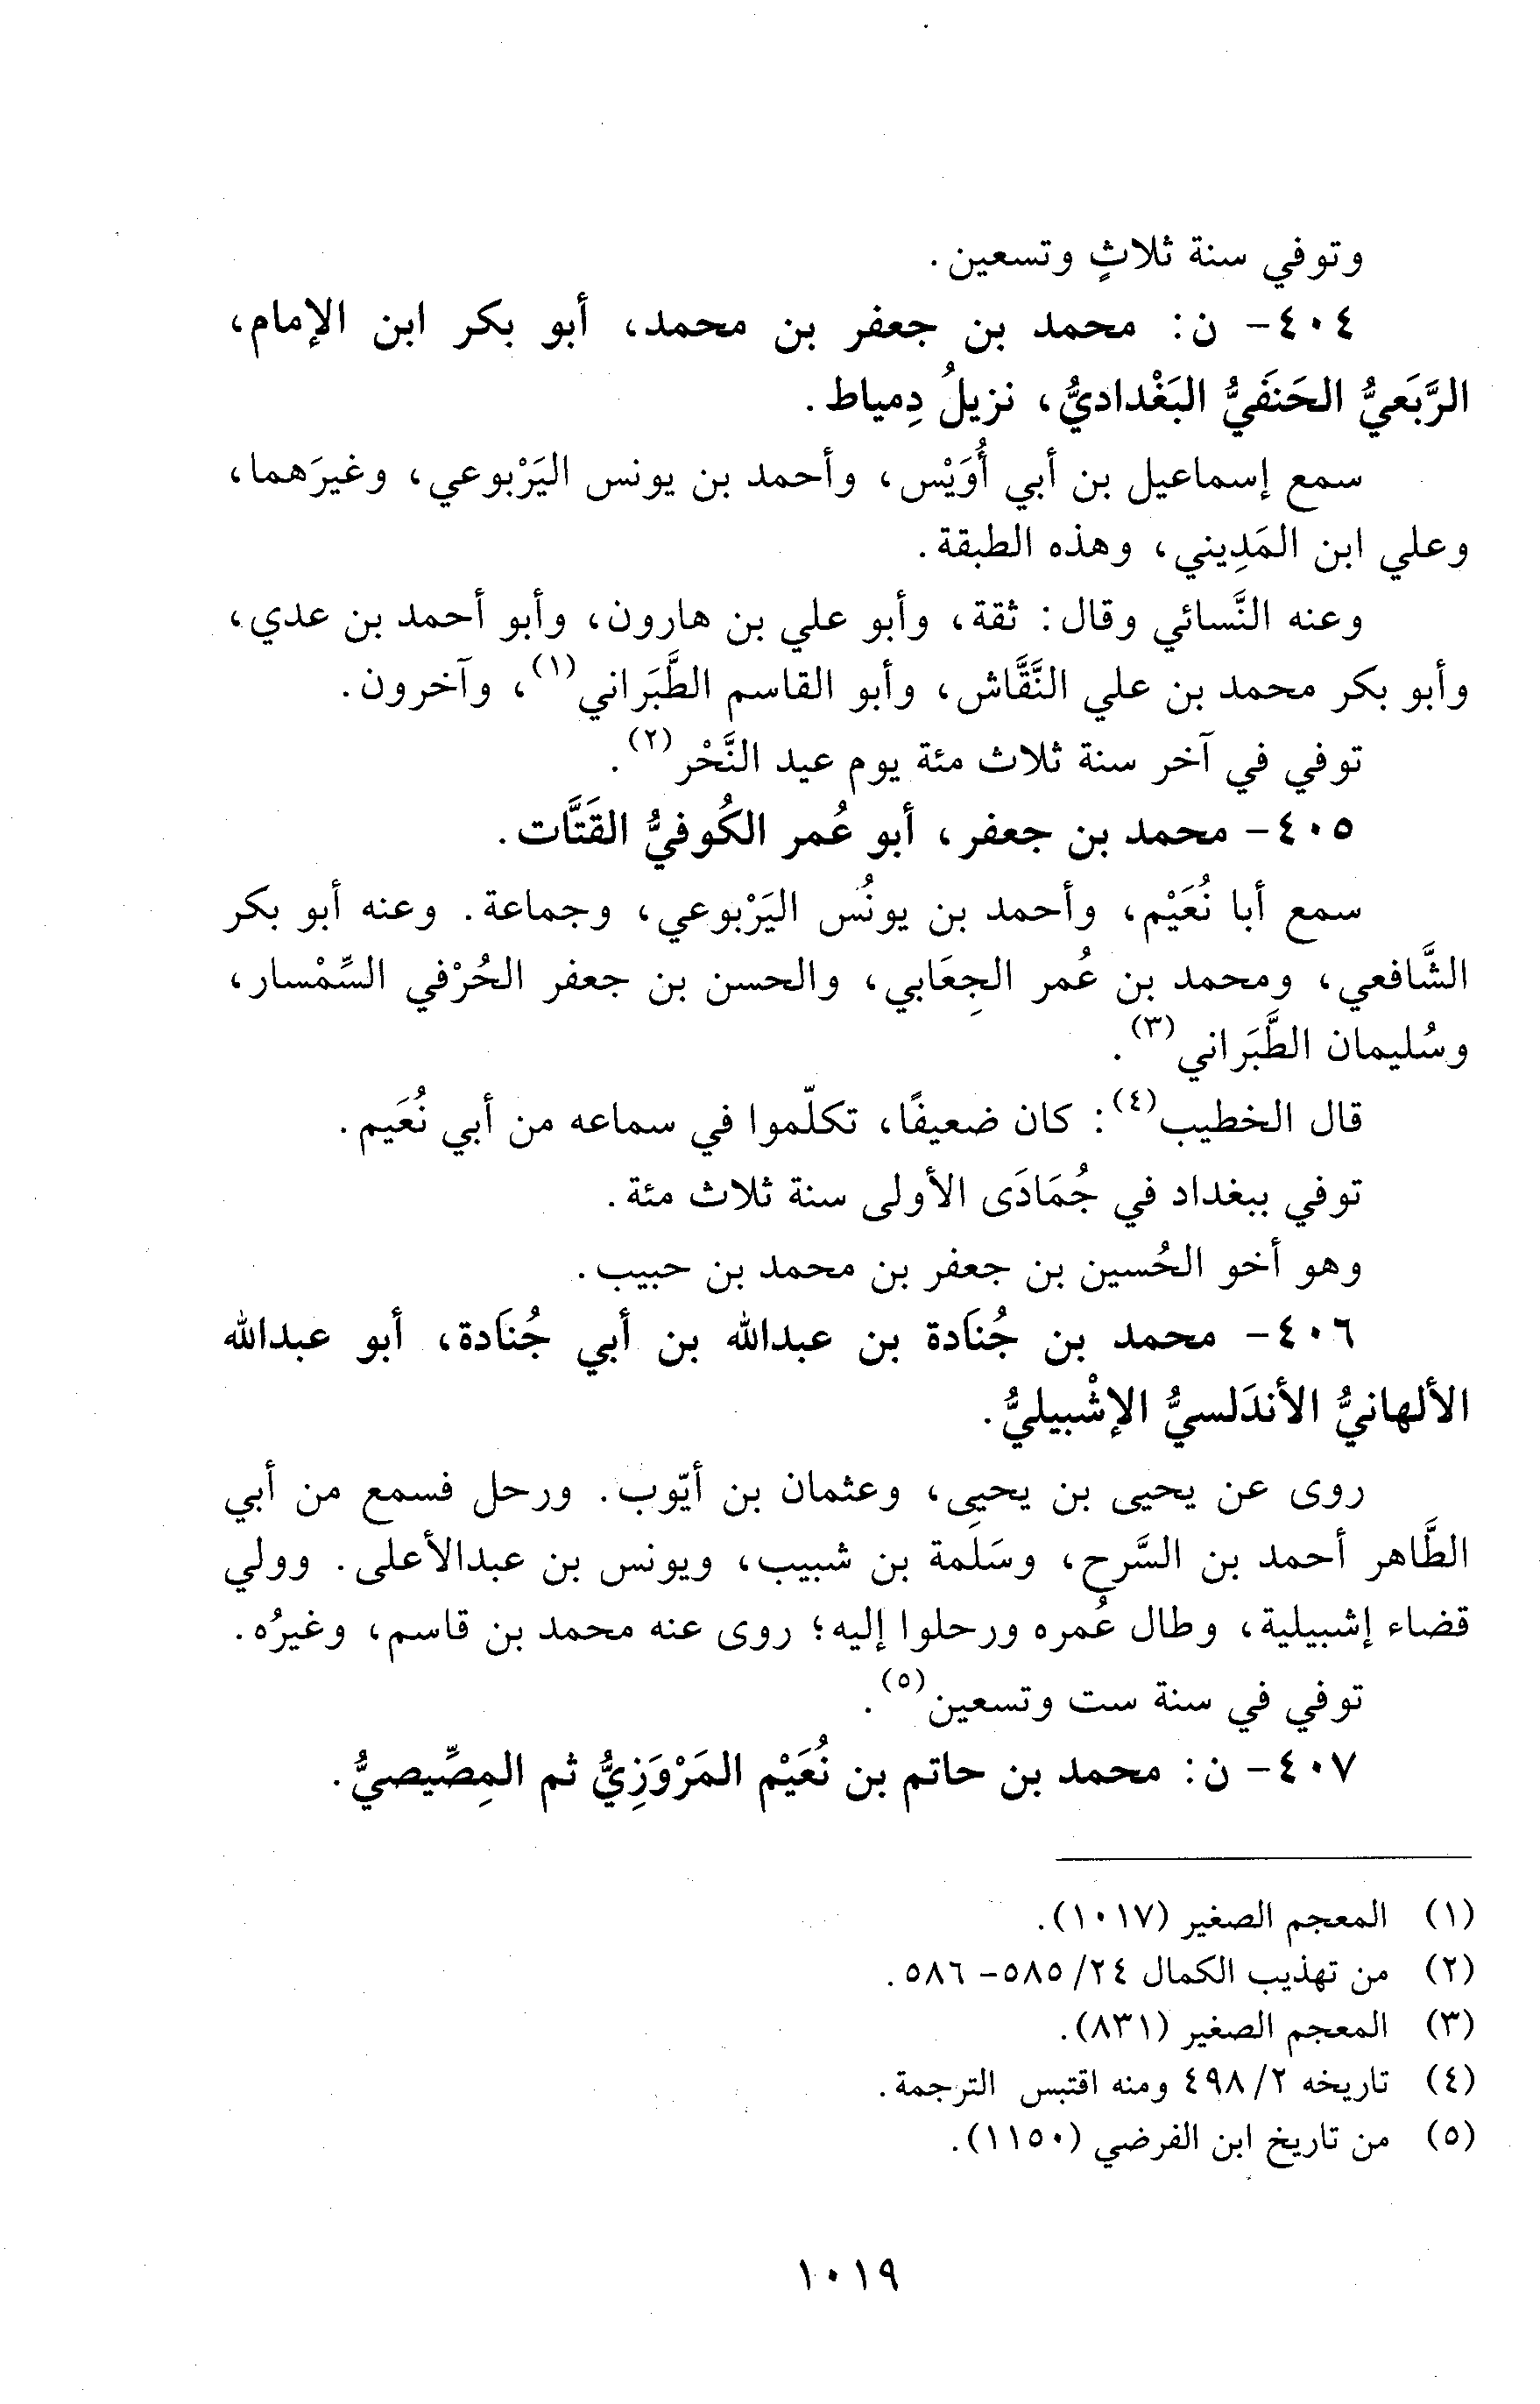 وتوفي سنة ثلاثٍ وتسعين.
٤٠٤- ن: محمد بن جعفر بن محمد، أبو بكر ابن الإمام،
الرَّبَعيُّ الحَنَفيُّ البَغْداديُّ، نزيلُ دِمياط.
سمع إسماعيل بن أبي أُوَيْس، وأحمد بن يونس اليَرْبوعي، وغيرَهما،
وعلي ابن المَدِيني، وهذه الطبقة.
وعنه النَّسائي وقال: ثقة، وأبو علي بن هارون، وأبو أحمد بن عدي،
وأبو بكر محمد بن علي النَّقَّاش، وأبو القاسم الطَّبَراني(١)، وآخرون.
توفي في آخر سنة ثلاث مئة يوم عيد النَّحْر(٢).
٤٠٥- محمد بن جعفر، أبو عُمر الكُوفيُّ القَتَّات.
سمع أبا نُعَيْم، وأحمد بن يونُس اليَرْبوعي، وجماعة. وعنه أبو بكر
الشَّافعي، ومحمد بن عُمر الجِعَابي، والحسن بن جعفر الحُرْفي السِّمْسار،
وسُليمان الطَّبَراني(٣).
قال الخطيب(٤): كان ضعيفًا، تكلّموا في سماعه من أبي نُعَيم.
توفي ببغداد في جُمَادَى الأولى سنة ثلاث مئة.
وهو أخو الحُسين بن جعفر بن محمد بن حبيب.
٤٠٦- محمد بن جُنَادة بن عبدالله بن أبي جُنَادة، أبو عبدالله
الألهانيُّ الأندَلسيُّ الإشْبيليُّ.
روى عن يحيى بن يحيى، وعثمان بن أيّوب. ورحل فسمع من أبي
الطَّاهر أحمد بن السَّرح، وسَلَمة بن شبيب، ويونس بن عبدالأعلى. وولي
قضاء إشبيلية، وطال عُمره ورحلوا إليه؛ روى عنه محمد بن قاسم، وغيرُه.
توفي في سنة ست وتسعين(٥).
٤٠٧- ن: محمد بن حاتم بن نُعَيْم المَرْوَزِيُّ ثم المِصِّيصيُّ.
(١) المعجم الصغير (١٠١٧).
(٢) من تهذيب الكمال ٢٤/ ٥٨٥- ٥٨٦.
(٣) المعجم الصغير (٨٣١).
(٤) تاريخه ٢/ ٤٩٨ ومنه اقتبس الترجمة.
(٥) من تاريخ ابن الفرضي (١١٥٠).
١٠١٩